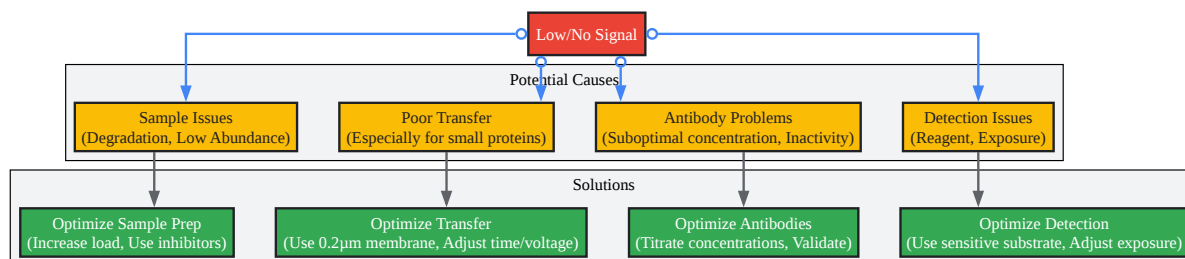 Low/No Signal
Potential Causes
Sample Issues
(Degradation, Low Abundance)
Poor Transfer
(Especially for small proteins)
Antibody Problems
(Suboptimal concentration, Inactivity)
Detection Issues
(Reagent, Exposure)
Solutions
Optimize Sample Prep
(Increase load, Use inhibitors)
Optimize Transfer
(Use 0.2µm membrane, Adjust time/voltage)
Optimize Antibodies
(Titrate concentrations, Validate)
Optimize Detection
(Use sensitive substrate, Adjust exposure)